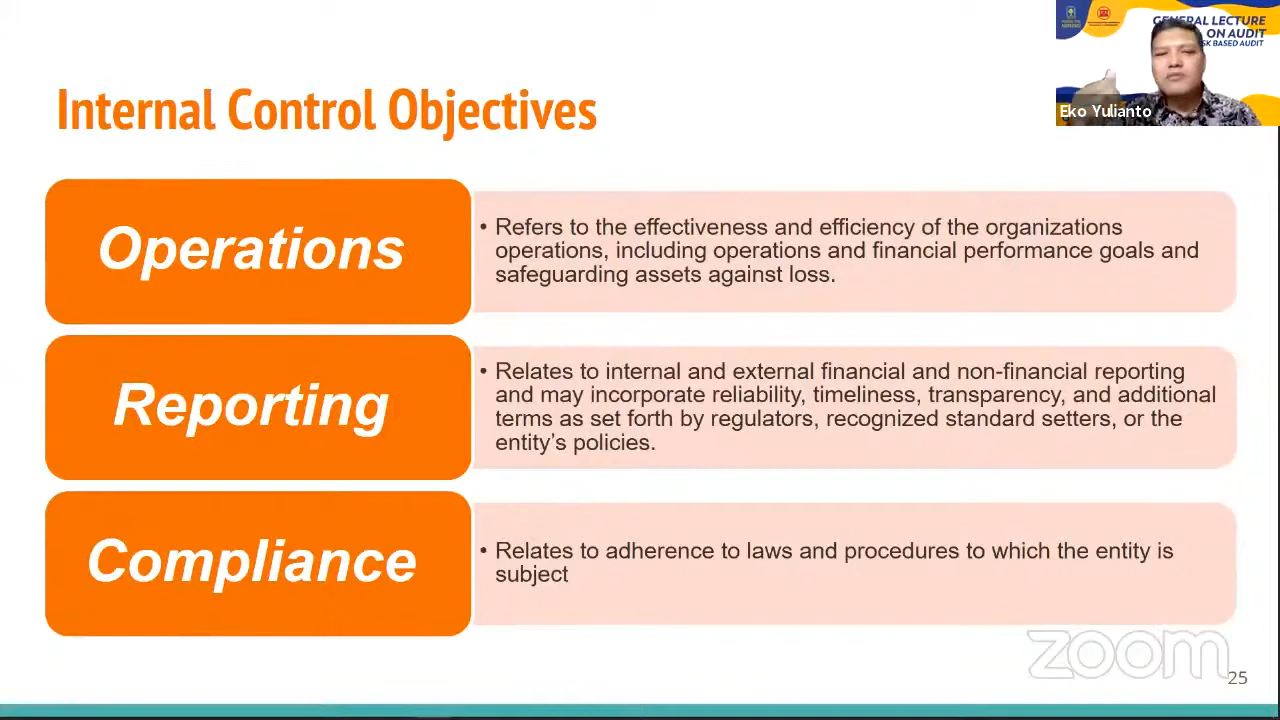 GENERAL LECTURE
ON AUDIT
SK BASED AUDIT
Eko Yulianto
Internal Control Objectives
Operations
• Refers to the effectiveness and efficiency of the organizations
operations, including operations and financial performance goals and
safeguarding assets against loss.
Reporting
• Relates to internal and external financial and non-financial reporting
and may incorporate reliability, timeliness, transparency, and additional
terms as set forth by regulators, recognized standard setters, or the
entity's policies.
Compliance
• Relates to adherence to laws and procedures to which the entity is
subject
zoom
25